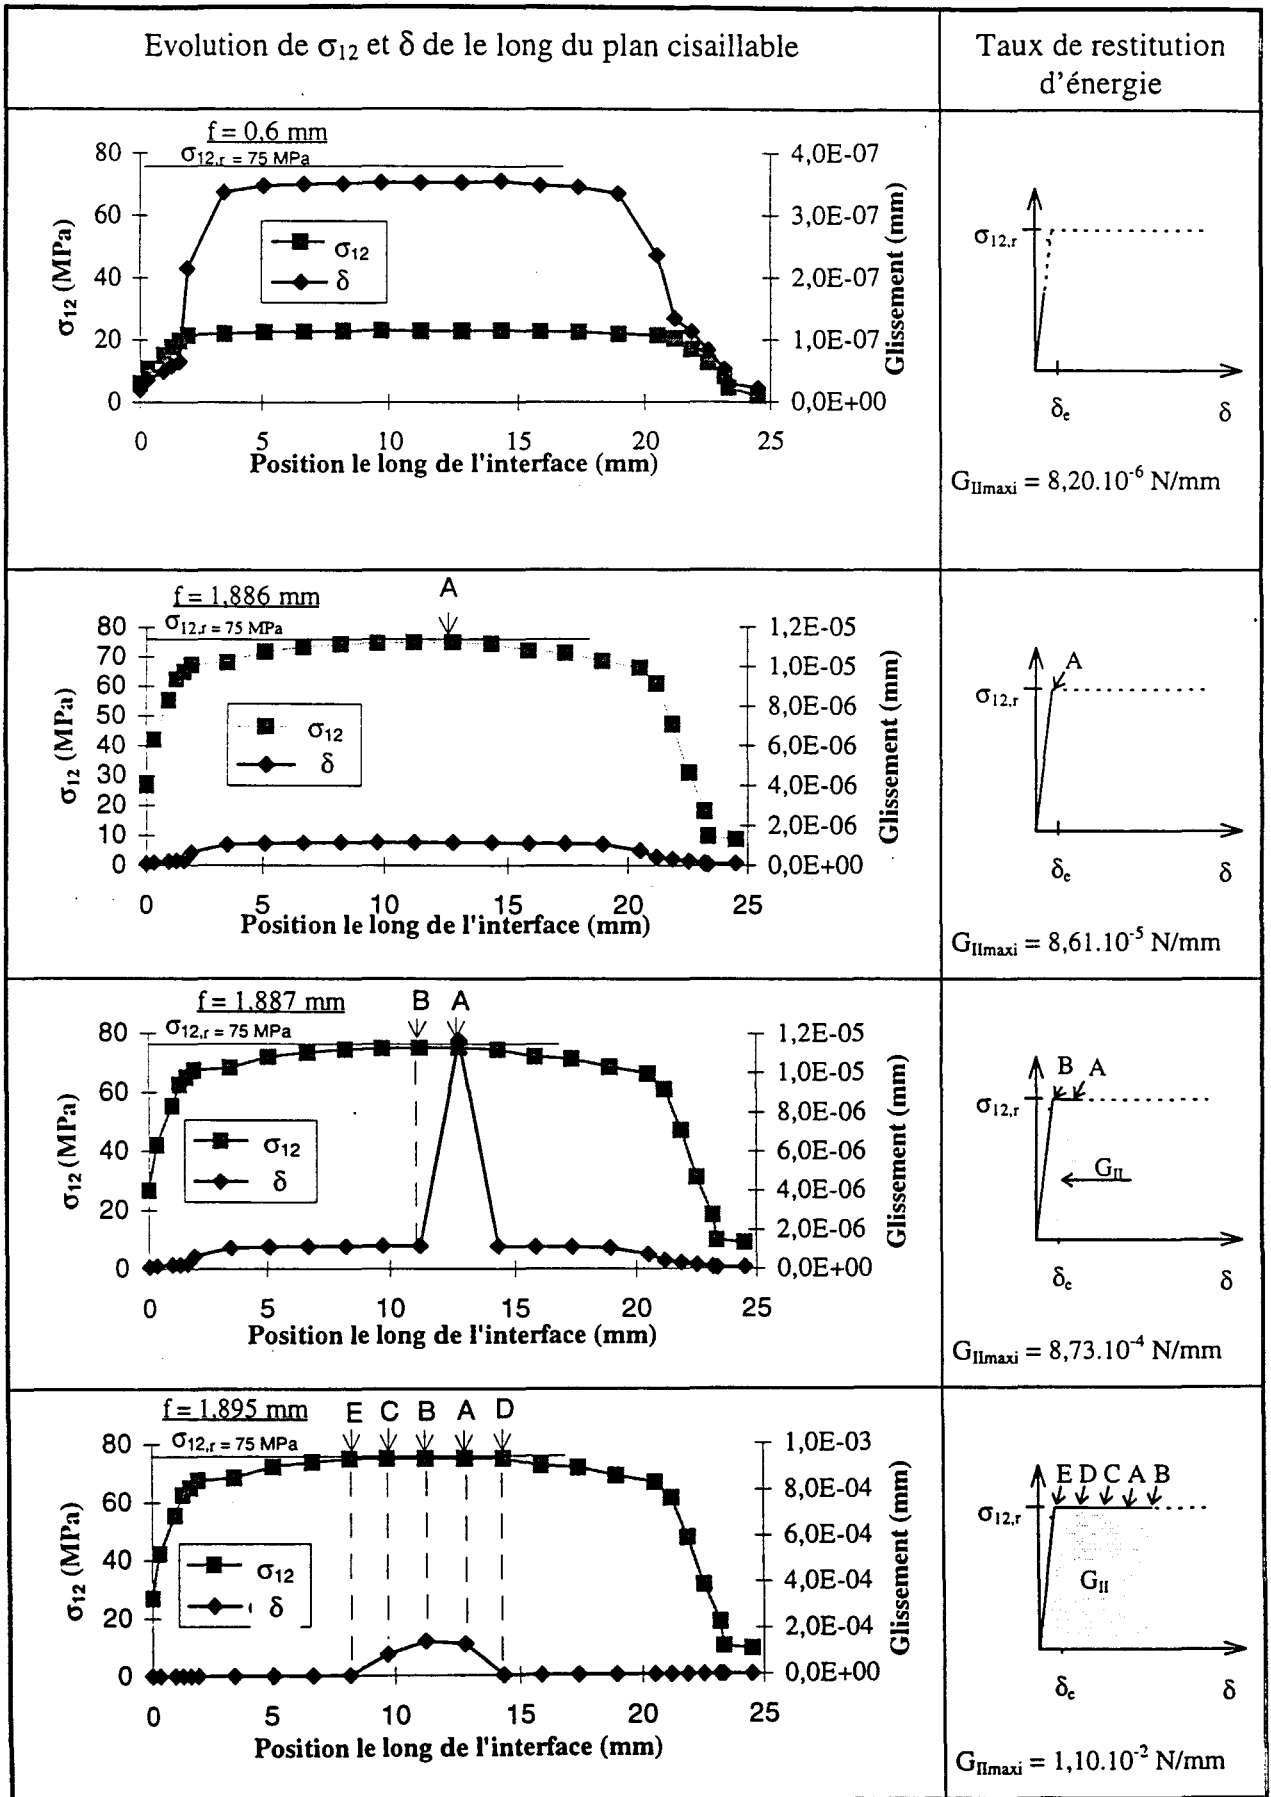 Evolution de σ12 et δ de le long du plan cisaillable
Taux de restitution
d'énergie
f = 0,6 mm
σ12,r = 75 MPa
80
60
40
20
0
σ12 (MPa)
σ12
δ
4,0E-07
3,0E-07
2,0E-07
1,0E-07
0,0E+00
Glissement (mm)
0 5 10 15 20 25
Position le long de l'interface (mm)
σ12,r
δe
δ
GIImaxi = 8,20.10-6 N/mm
f = 1,886 mm
A
σ12,r = 75 MPa
80
70
60
50
40
30
20
10
0
σ12 (MPa)
σ12
δ
1,2E-05
1,0E-05
8,0E-06
6,0E-06
4,0E-06
2,0E-06
0,0E+00
Glissement (mm)
0 5 10 15 20 25
Position le long de l'interface (mm)
A
σ12,r
δe
δ
GIImaxi = 8,61.10-5 N/mm
f = 1,887 mm
B A
σ12,r = 75 MPa
80
60
40
20
0
σ12 (MPa)
σ12
δ
1,2E-05
1,0E-05
8,0E-06
6,0E-06
4,0E-06
2,0E-06
0,0E+00
Glissement (mm)
0 5 10 15 20 25
Position le long de l'interface (mm)
B A
σ12,r
GII
δe
δ
GIImaxi = 8,73.10-4 N/mm
f = 1,895 mm
E C B A D
σ12,r = 75 MPa
80
60
40
20
0
σ12 (MPa)
σ12
δ
1,0E-03
8,0E-04
6,0E-04
4,0E-04
2,0E-04
0,0E+00
Glissement (mm)
0 5 10 15 20 25
Position le long de l'interface (mm)
E D C A B
σ12,r
GII
δe
δ
GIImaxi = 1,10.10-2 N/mm